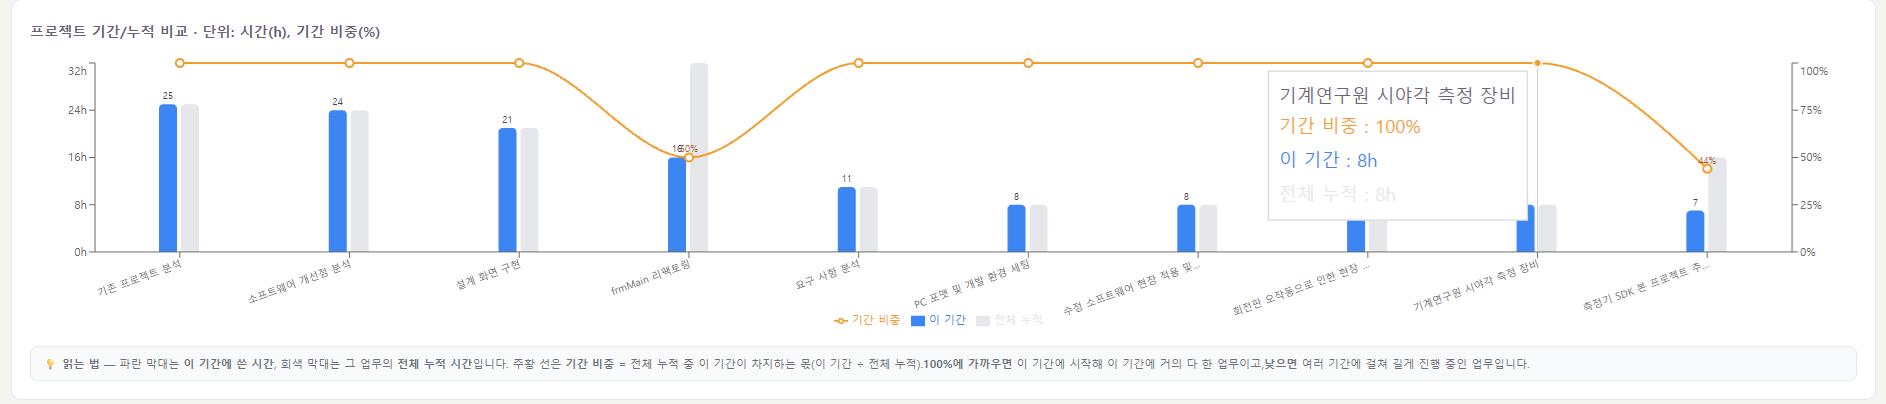 프로젝트 기간/누적 비교 · 단위: 시간(h), 기간 비중(%)
32h
24h
16h
8h
0h
100%
75%
50%
25%
0%
25
24
21
16
50%
11
8
8
44%
7
기계연구원 시야각 측정 장비
기간 비중 : 100%
이 기간 : 8h
전체 누적 : 8h
기존 프로젝트 분석
소프트웨어 개선점 분석
설계 화면 구현
frmMain 리팩토링
요구 사항 분석
PC 포맷 및 개발 환경 세팅
수정 소프트웨어 현장 적용 및...
회전판 오작동으로 인한 현장 ...
기계연구원 시야각 측정 장비
측정기 SDK 본 프로젝트 추...
기간 비중 이 기간 전체 누적
💡 읽는 법 — 파란 막대는 이 기간에 쓴 시간, 회색 막대는 그 업무의 전체 누적 시간입니다. 주황 선은 기간 비중 = 전체 누적 중 이 기간이 차지하는 몫(이 기간 ÷ 전체 누적).100%에 가까우면 이 기간에 시작해 이 기간에 거의 다 한 업무이고,낮으면 여러 기간에 걸쳐 길게 진행 중인 업무입니다.